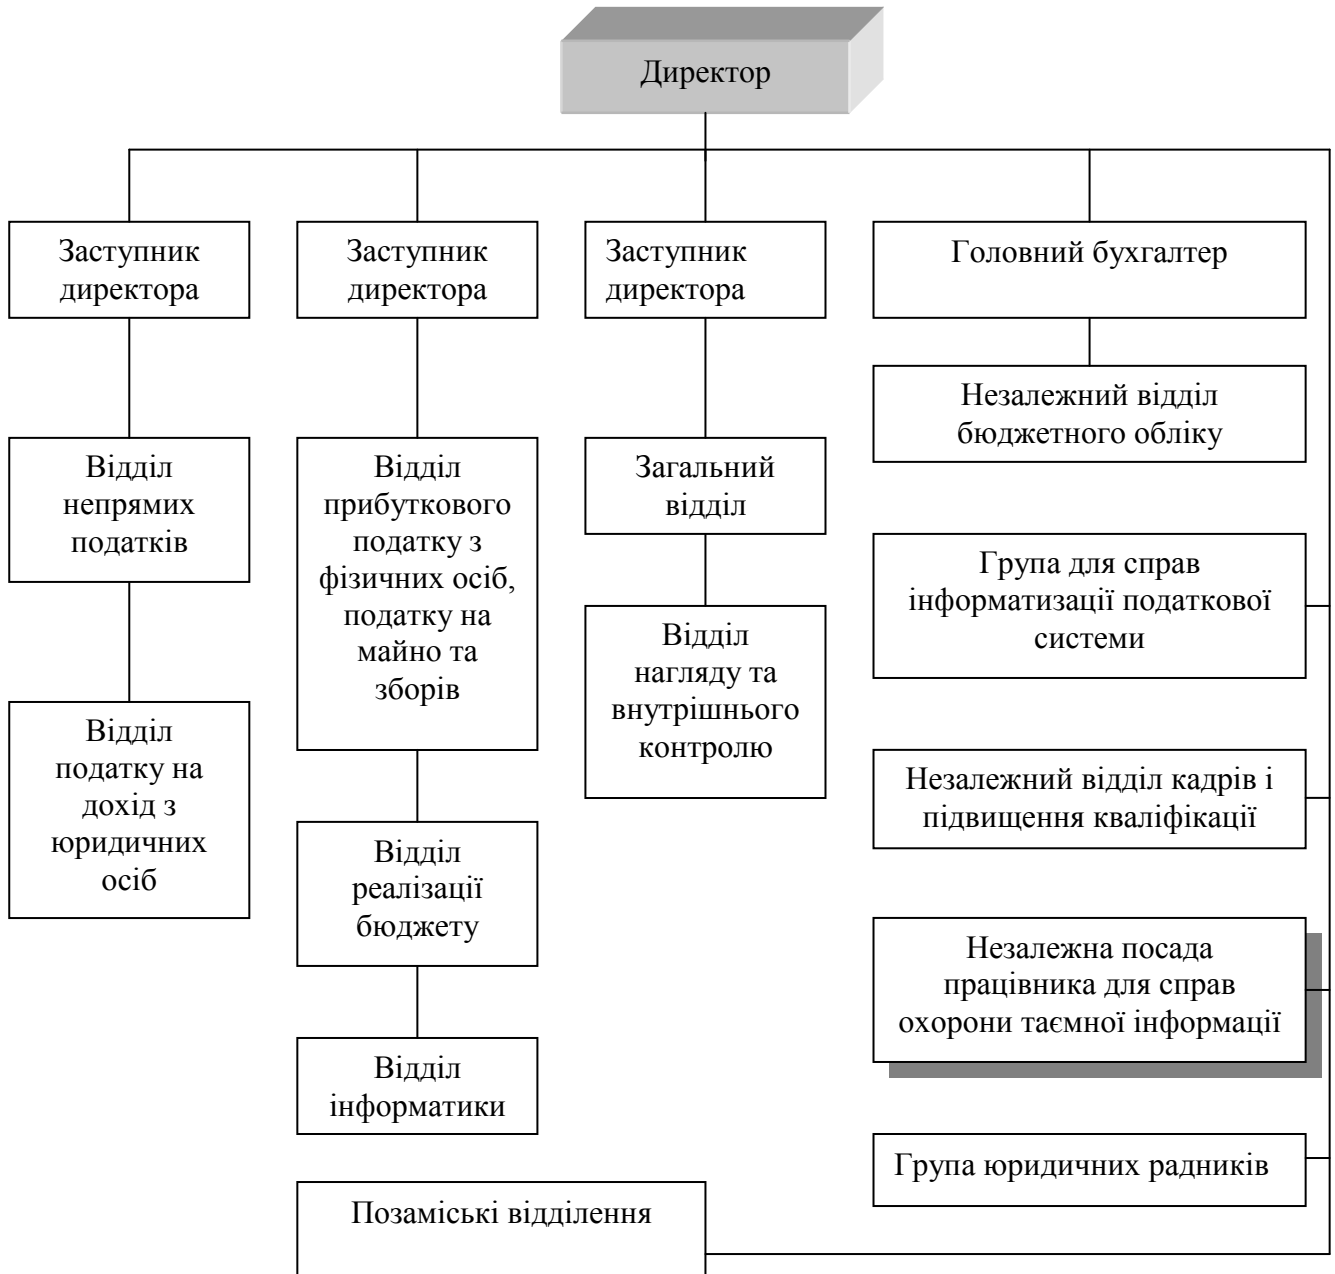 Директор
Заступник
директора
Заступник
директора
Заступник
директора
Головний бухгалтер
Незалежний відділ
бюджетного обліку
Відділ
непрямих
податків
Відділ
прибуткового
податку з
фізичних осіб,
податку на
майно та
зборів
Загальний
відділ
Група для справ
інформатизації податкової
системи
Відділ
нагляду та
внутрішнього
контролю
Відділ
податку на
дохід з
юридичних
осіб
Незалежний відділ кадрів і
підвищення кваліфікації
Відділ
реалізації
бюджету
Незалежна посада
працівника для справ
охорони таємної інформації
Відділ
інформатики
Група юридичних радників
Позаміські відділення